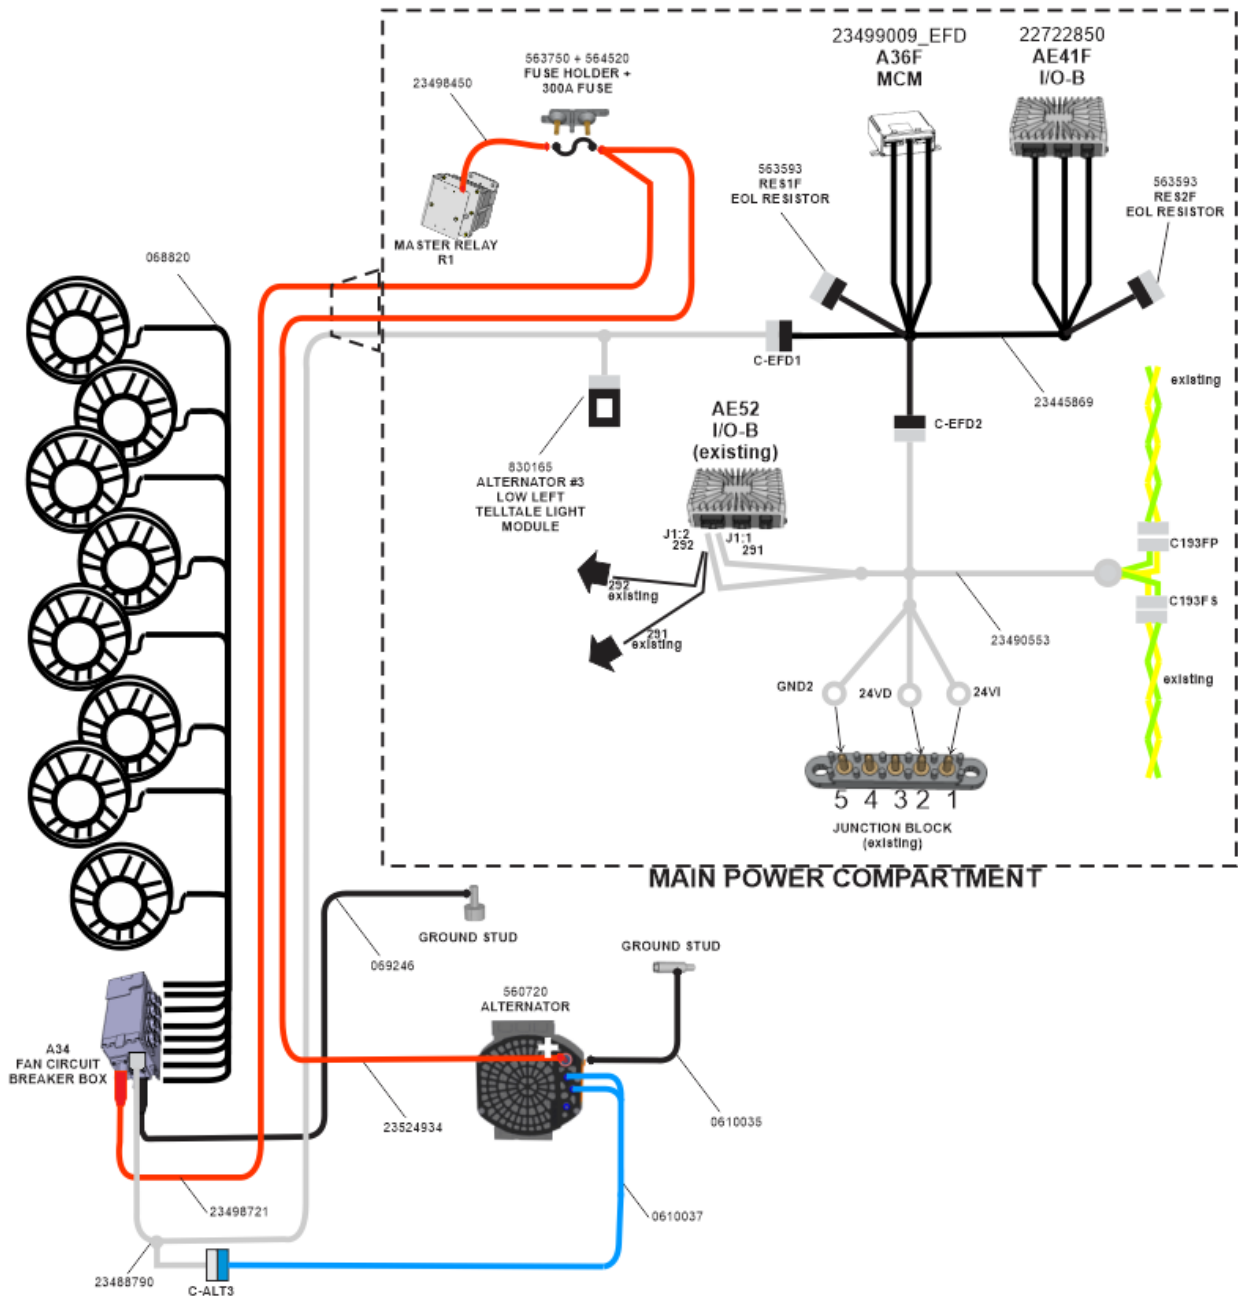 23499009_EFD
A36F
MCM
22722850
AE41F
I/O-B
563750 + 564520
FUSE HOLDER +
300A FUSE
23498450
563593
RES1F
EOL RESISTOR
563593
RES2F
EOL RESISTOR
MASTER RELAY
R1
068820
C-EFD1
existing
23445869
C-EFD2
AE52
I/O-B
(existing)
830165
ALTERNATOR #3
LOW LEFT
TELLTALE LIGHT
MODULE
J1:2
292
J1:1
291
C193FP
292
existing
C193FS
291
existing
23490553
existing
GND2
24VD
24VI
5 4 3 2 1
JUNCTION BLOCK
(existing)
MAIN POWER COMPARTMENT
GROUND STUD
GROUND STUD
069246
560720
ALTERNATOR
A34
FAN CIRCUIT
BREAKER BOX
23524934
0610035
23498721
0610037
23488790
C-ALT3